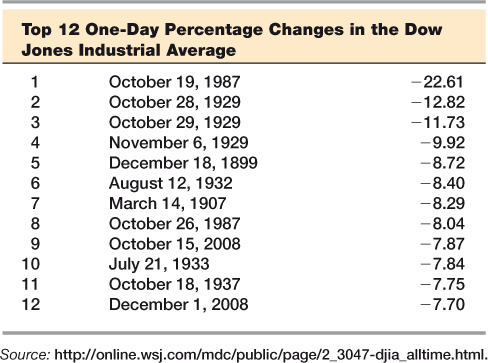 Top 12 One-Day Percentage Changes in the Dow
Jones Industrial Average
1 October 19, 1987 −22.61
2 October 28, 1929 −12.82
3 October 29, 1929 −11.73
4 November 6, 1929 −9.92
5 December 18, 1899 −8.72
6 August 12, 1932 −8.40
7 March 14, 1907 −8.29
8 October 26, 1987 −8.04
9 October 15, 2008 −7.87
10 July 21, 1933 −7.84
11 October 18, 1937 −7.75
12 December 1, 2008 −7.70
Source: http://online.wsj.com/mdc/public/page/2_3047-djia_alltime.html.